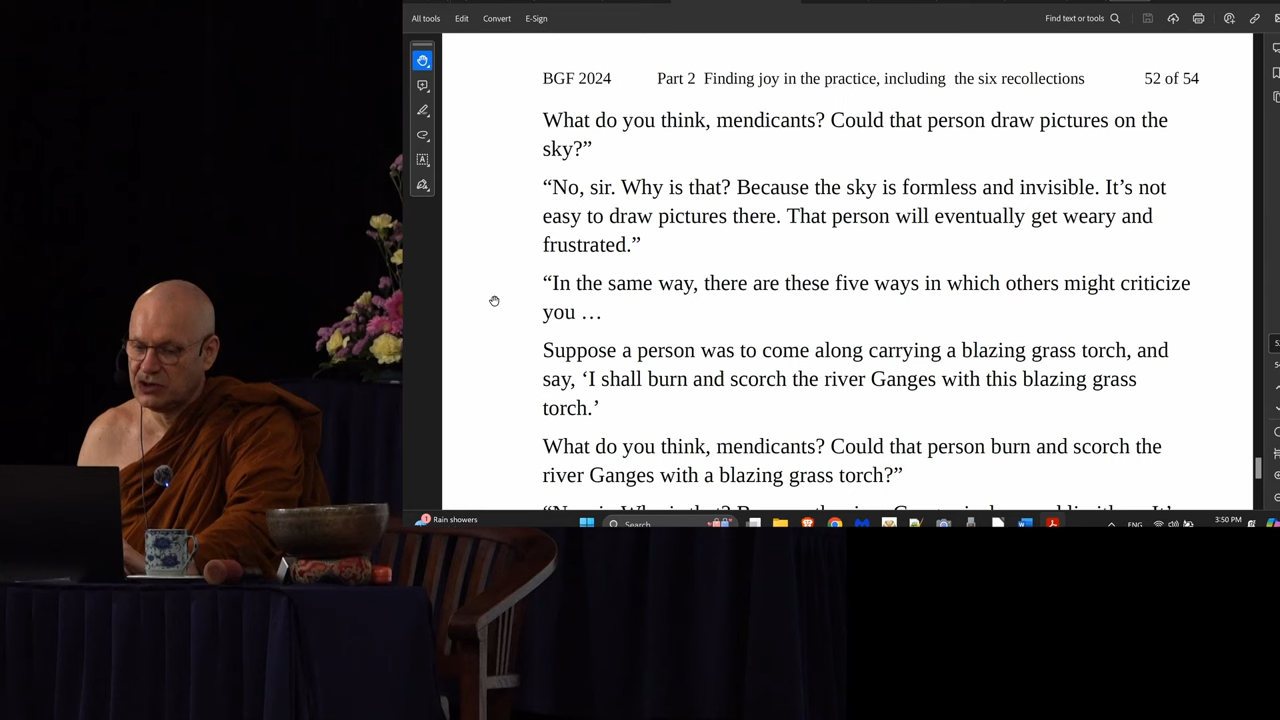 All tools Edit Convert E-Sign Find text or tools
BGF 2024 Part 2 Finding joy in the practice, including the six recollections 52 of 54
What do you think, mendicants? Could that person draw pictures on the
sky?”
“No, sir. Why is that? Because the sky is formless and invisible. It’s not
easy to draw pictures there. That person will eventually get weary and
frustrated.”
“In the same way, there are these five ways in which others might criticize
you …
Suppose a person was to come along carrying a blazing grass torch, and
say, ‘I shall burn and scorch the river Ganges with this blazing grass
torch.’
What do you think, mendicants? Could that person burn and scorch the
river Ganges with a blazing grass torch?”
1 Rain showers Search ENG 3:50 PM